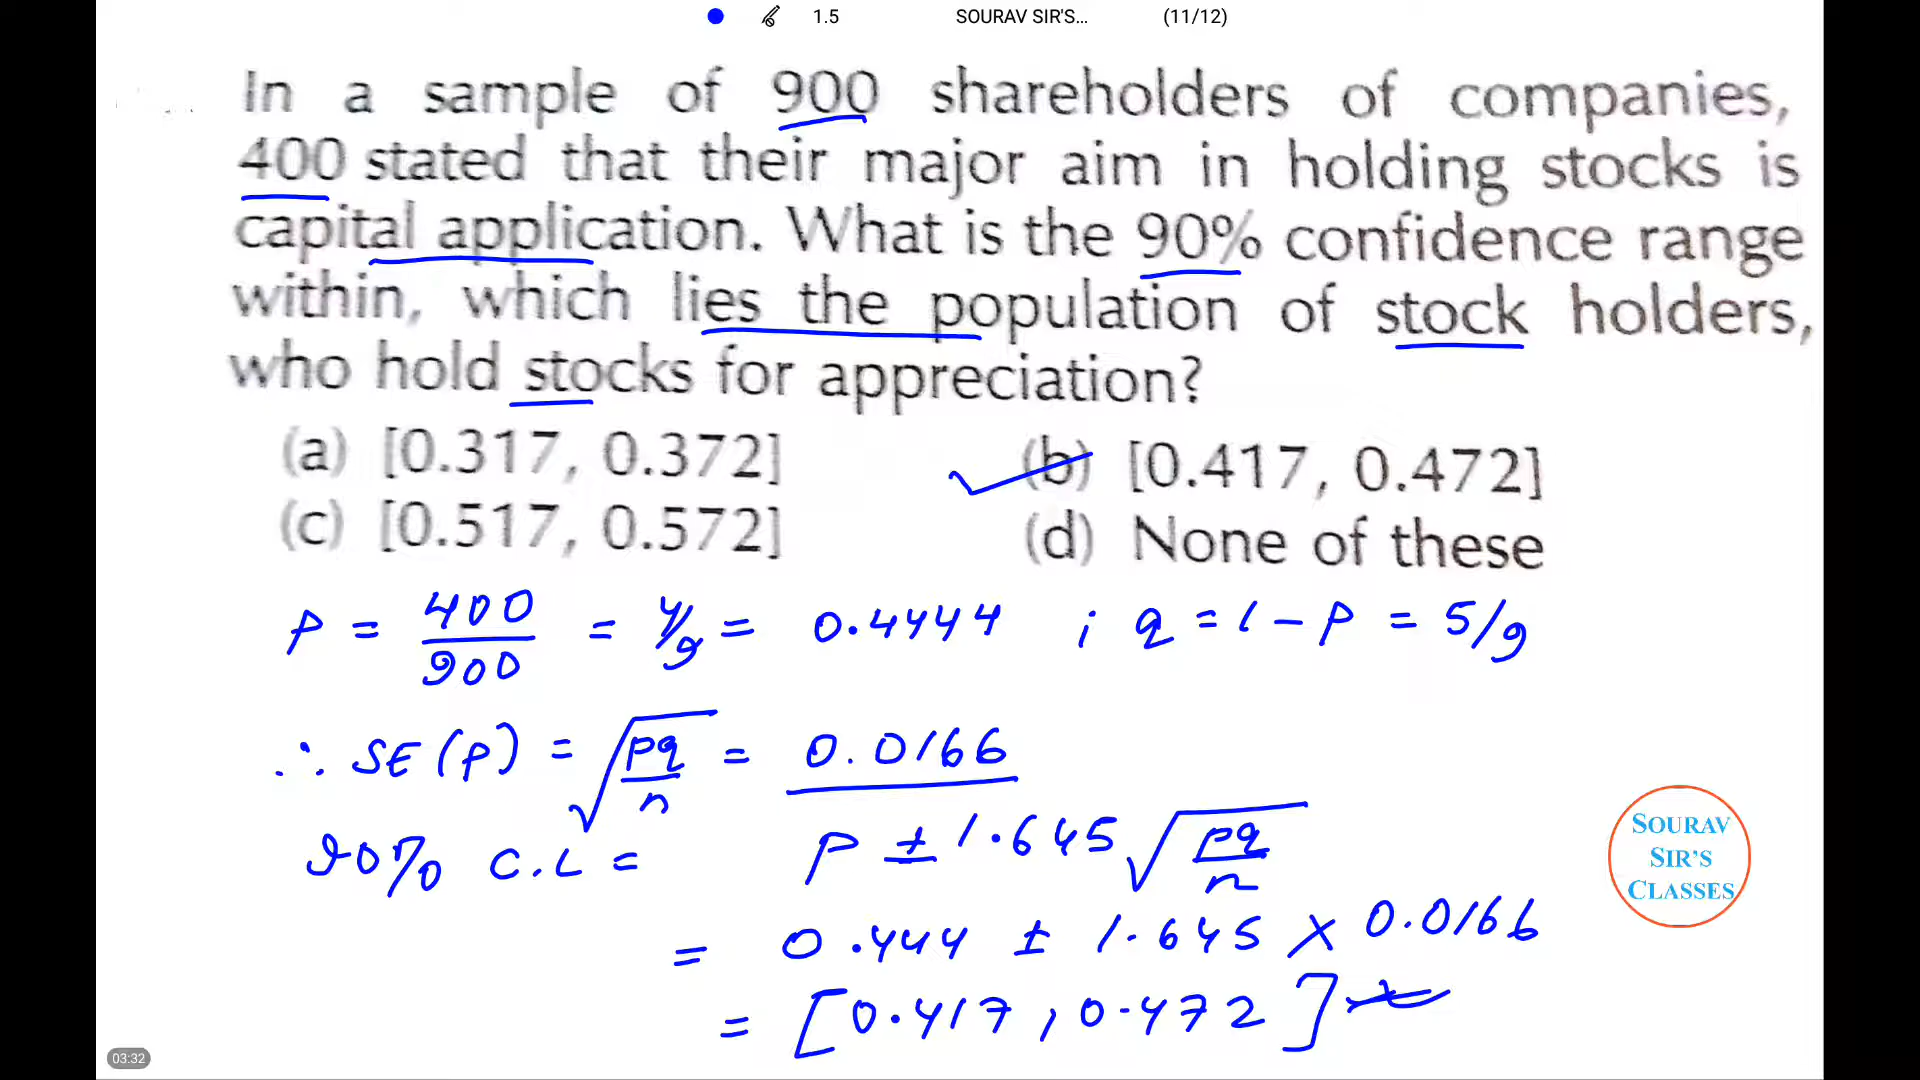 1.5 SOURAV SIR'S... (11/12)
In a sample of 900 shareholders of companies,
400 stated that their major aim in holding stocks is
capital application. What is the 90% confidence range
within, which lies the population of stock holders,
who hold stocks for appreciation?
(a) [0.317, 0.372] (b) [0.417, 0.472]
(c) [0.517, 0.572] (d) None of these
P = 400/900 = 4/9 = 0.4444 ; q = 1 - P = 5/9
∴ SE(P) = √pq/n = 0.0166
90% C.L = P ± 1.645 √pq/n
= 0.444 ± 1.645 × 0.0166
= [0.417, 0.472]
SOURAV
SIR'S
CLASSES
03:32